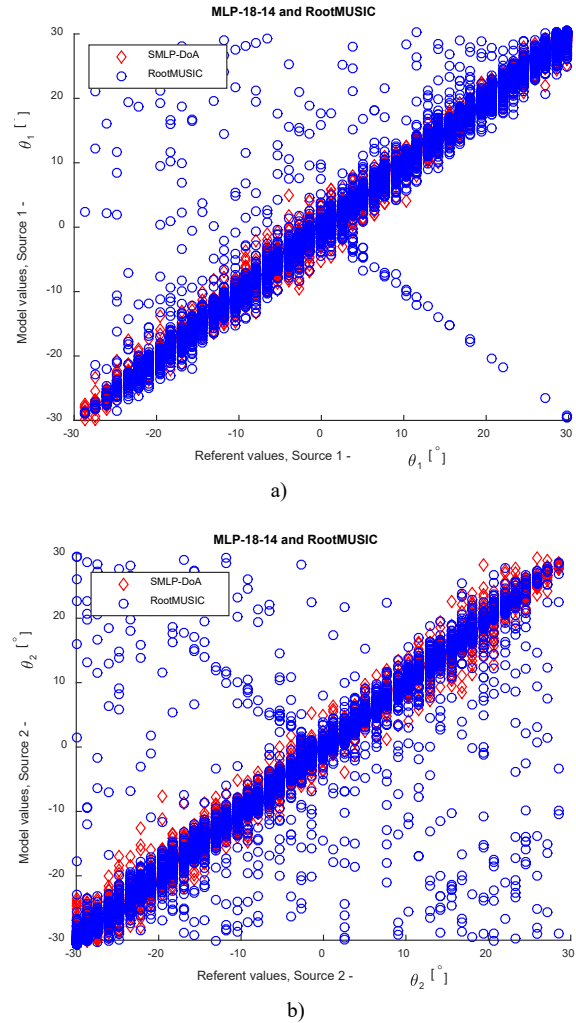 MLP-18-14 and RootMUSIC
SMLP-DoA
RootMUSIC
30
20
10
0
-10
-20
-30
Model values, Source 1 - θ1 [°
-30
-20
-10
0
10
20
30
Referent values, Source 1 - θ1 [°]
a)
MLP-18-14 and RootMUSIC
SMLP-DoA
RootMUSIC
30
20
10
0
-10
-20
-30
Model values, Source 2 - θ2 [°]
-30
-20
-10
0
10
20
30
Referent values, Source 2 - θ2 [°]
b)